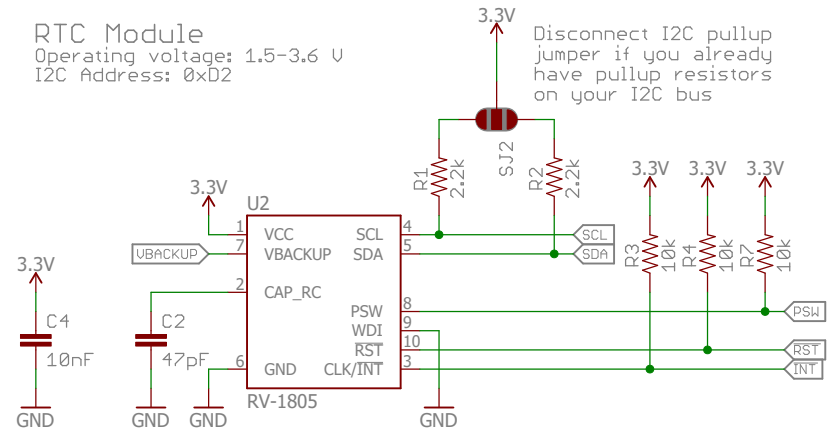 3.3V
RTC Module
Operating voltage: 1.5-3.6 V
I2C Address: 0xD2
Disconnect I2C pullup
jumper if you already
have pullup resistors
on your I2C bus
SJ2
R1
2.2k
R2
2.2k
3.3V
3.3V
3.3V
3.3V
U2
1
VCC
SCL
4
SCL
7
VBACKUP
VBACKUP
SDA
5
SDA
R3
10k
R4
10k
R7
10k
3.3V
2
CAP_RC
PSW
8
PSW
C4
10nF
C2
47pF
WDI
9
RST
10
RST
6
GND
CLK/INT
3
INT
RV-1805
GND
GND
GND
GND